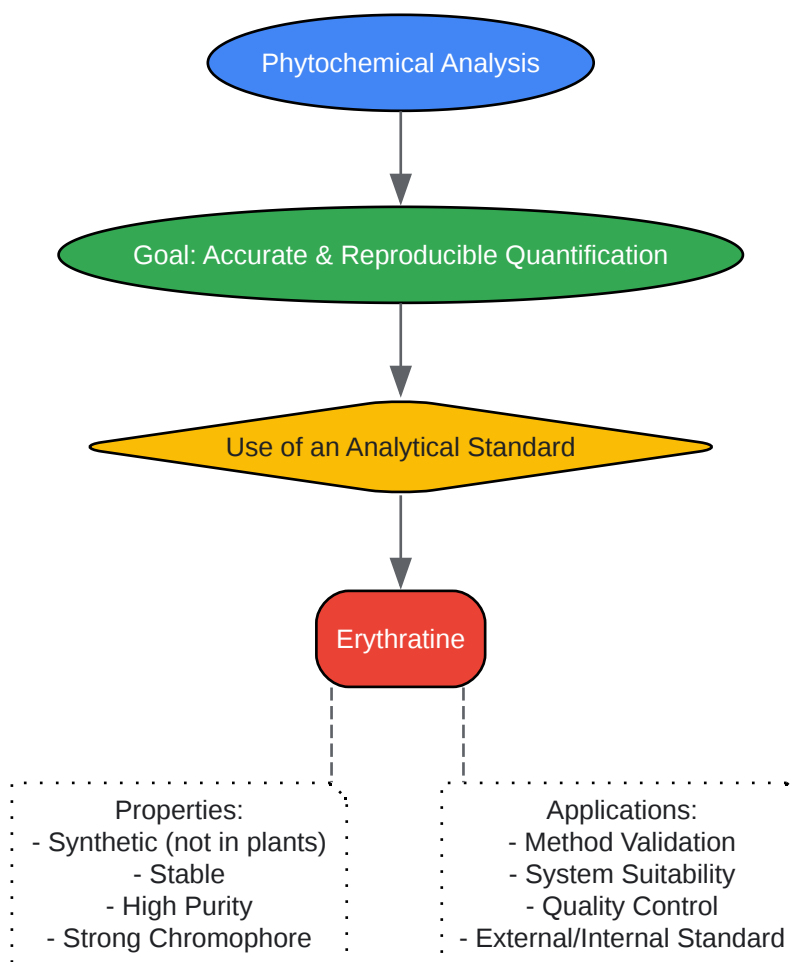 Phytochemical Analysis
Goal: Accurate & Reproducible Quantification
Use of an Analytical Standard
Erythratine
Properties:
- Synthetic (not in plants)
- Stable
- High Purity
- Strong Chromophore
Applications:
- Method Validation
- System Suitability
- Quality Control
- External/Internal Standard